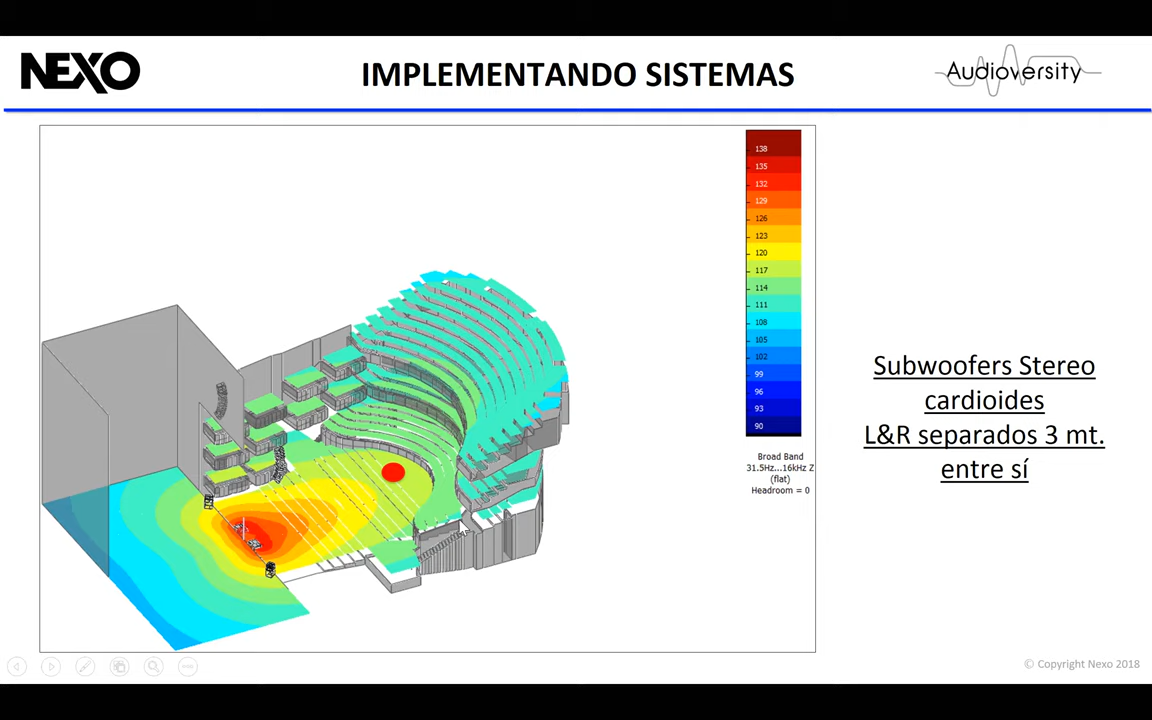 NEXO
IMPLEMENTANDO SISTEMAS
Audioversity
138
135
132
129
126
123
120
117
114
111
108
105
102
99
96
93
90
Broad Band
31.5Hz...16kHz Z
(flat)
Headroom = 0
Subwoofers Stereo
cardioides
L&R separados 3 mt.
entre sí
© Copyright Nexo 2018